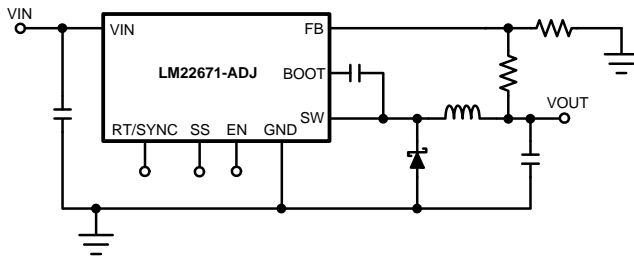 VIN
VIN
FB
LM22671-ADJ
BOOT
SW
VOUT
RT/SYNC SS EN GND